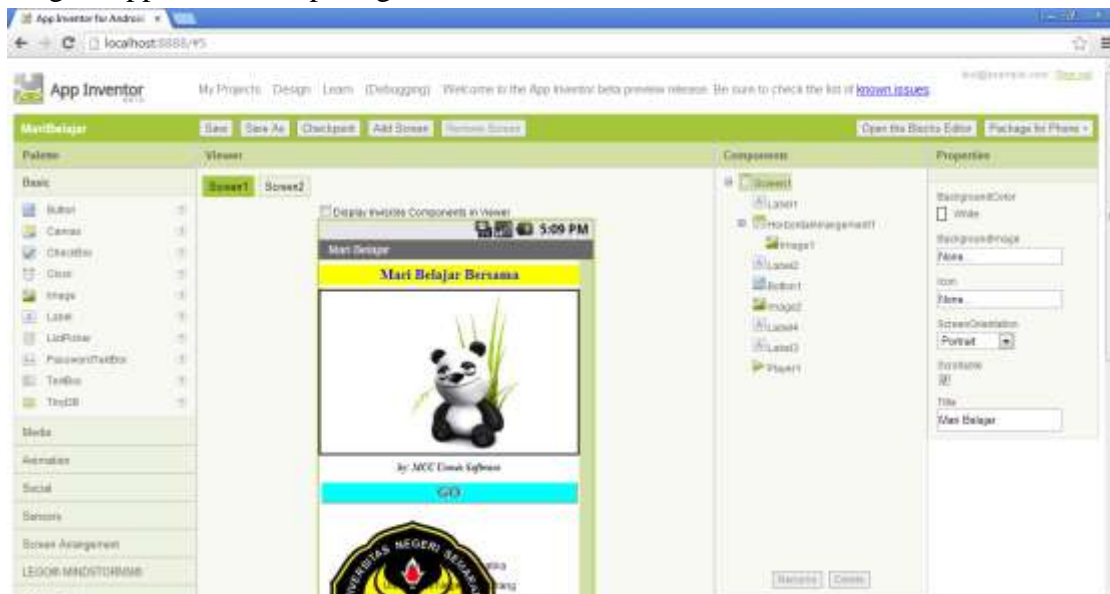 App Inventor for Android
localhost:8888/#5
App Inventor
BETA
My Projects Design Learn (Debugging) Welcome to the App Inventor beta preview release. Be sure to check the list of known issues.
MariBelajar
Save Save As Checkpoint Add Screen Remove Screen
Open the Blocks Editor Package for Phone
Palette
Viewer
Components
Properties
Basic
Button
Canvas
CheckBox
Clock
Image
Label
ListPicker
PasswordTextBox
TextBox
TinyDB
Media
Animation
Social
Sensors
Screen Arrangement
LEGO® MINDSTORMS®
Screen1 Screen2
Display Invisible Components in Viewer
5:09 PM
Mari Belajar
Mari Belajar Bersama
by: MCC Unnes Software
GO
UNIVERSITAS NEGERI SEMARA
Screen1
Label1
HorizontalArrangement1
Image1
Label2
Button1
Image2
Label4
Label3
Player1
Rename Delete
BackgroundColor
White
BackgroundImage
None...
Icon
None...
ScreenOrientation
Portrait
Scrollable
Title
Mari Belajar